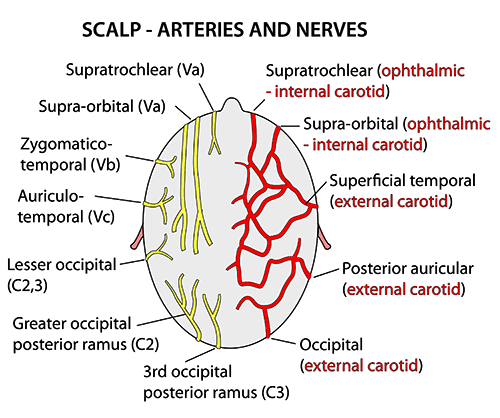 SCALP - ARTERIES AND NERVES
Supratrochlear (Va)
Supra-orbital (Va)
Zygomatico-
temporal (Vb)
Auriculo-
temporal (Vc)
Lesser occipital
(C2,3)
Greater occipital
posterior ramus (C2)
3rd occipital
posterior ramus (C3)
Supratrochlear (ophthalmic
- internal carotid)
Supra-orbital (ophthalmic
- internal carotid)
Superficial temporal
(external carotid)
Posterior auricular
(external carotid)
Occipital
(external carotid)